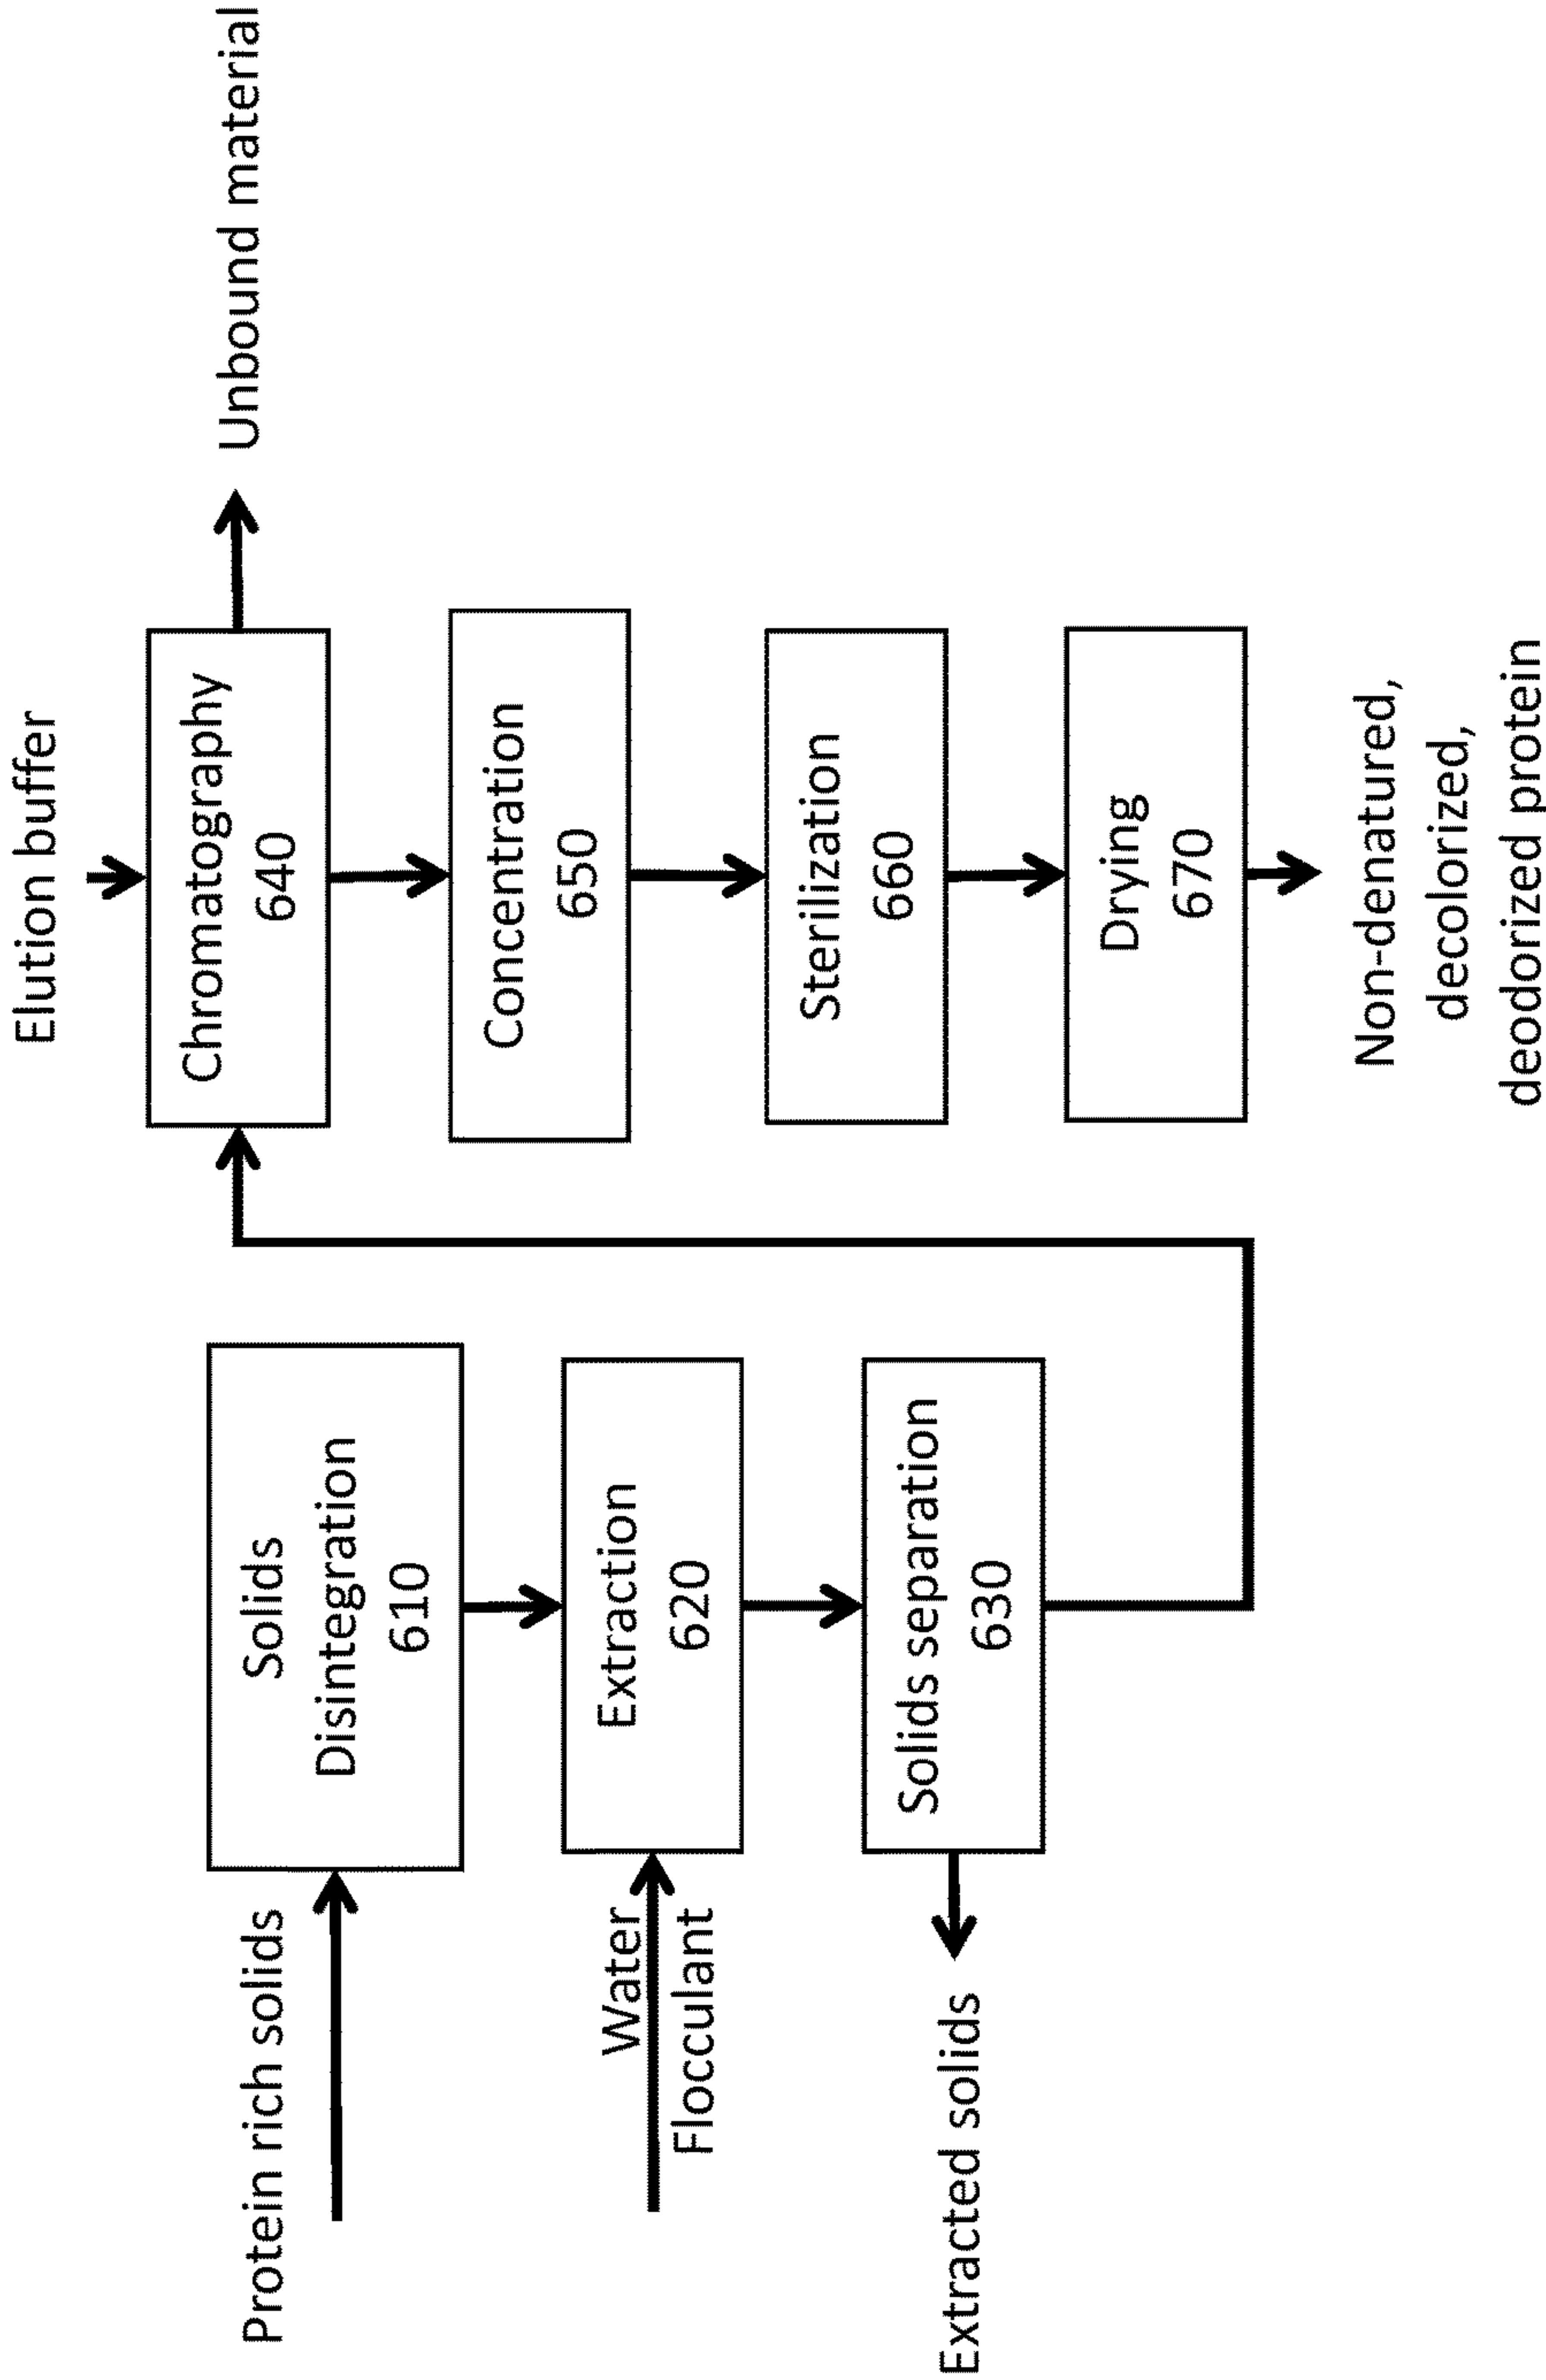 Protein rich solids
Solids
Disintegration
610
Water
Flocculant
Extraction
620
Solids separation
630
Extracted solids
Elution buffer
Chromatography
640
Unbound material
Concentration
650
Sterilization
660
Drying
670
Non-denatured,
decolorized,
deodorized protein